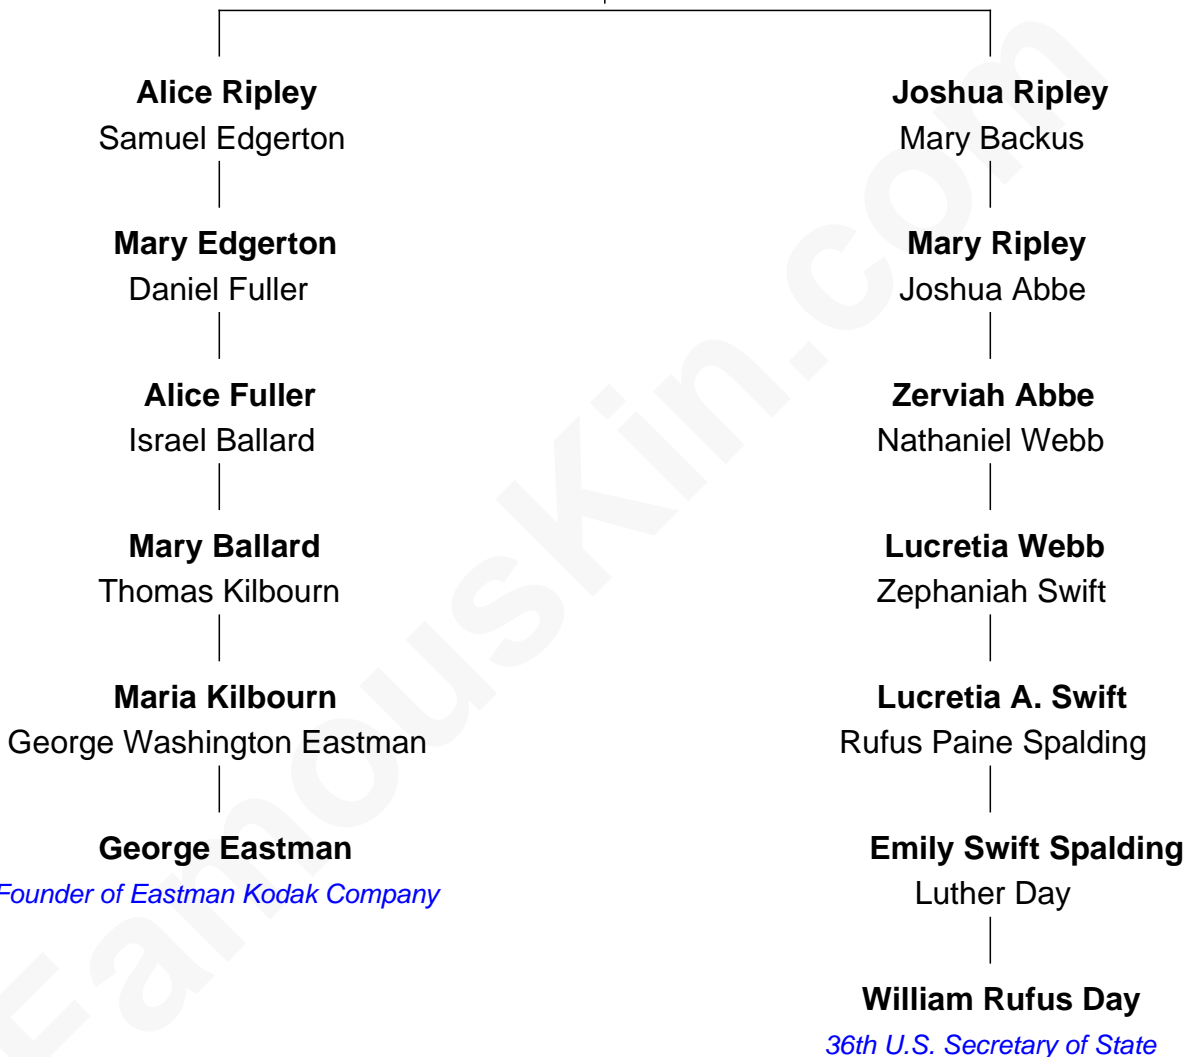 Alice Ripley
Samuel Edgerton
Mary Edgerton
Daniel Fuller
Alice Fuller
Israel Ballard
Mary Ballard
Thomas Kilbourn
Maria Kilbourn
George Washington Eastman
George Eastman
Founder of Eastman Kodak Company
Joshua Ripley
Mary Backus
Mary Ripley
Joshua Abbe
Zerviah Abbe
Nathaniel Webb
Lucretia Webb
Zephaniah Swift
Lucretia A. Swift
Rufus Paine Spalding
Emily Swift Spalding
Luther Day
William Rufus Day
36th U.S. Secretary of State
FamousKin.com